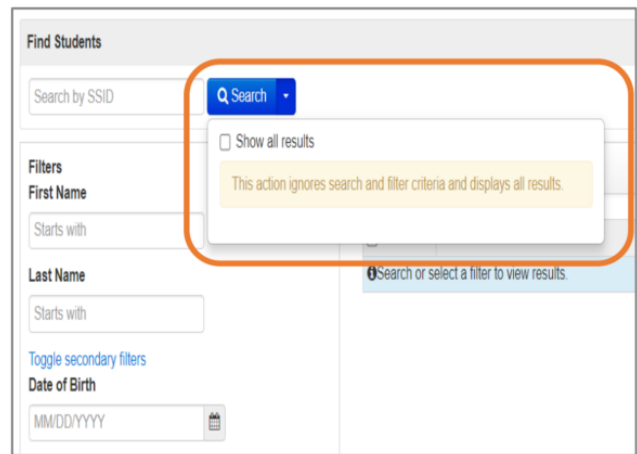 Find Students
Search by SSID
Search
Show all results
This action ignores search and filter criteria and displays all results.
Filters
First Name
Starts with
Last Name
Search or select a filter to view results.
Starts with
Toggle secondary filters
Date of Birth
MM/DD/YYYY